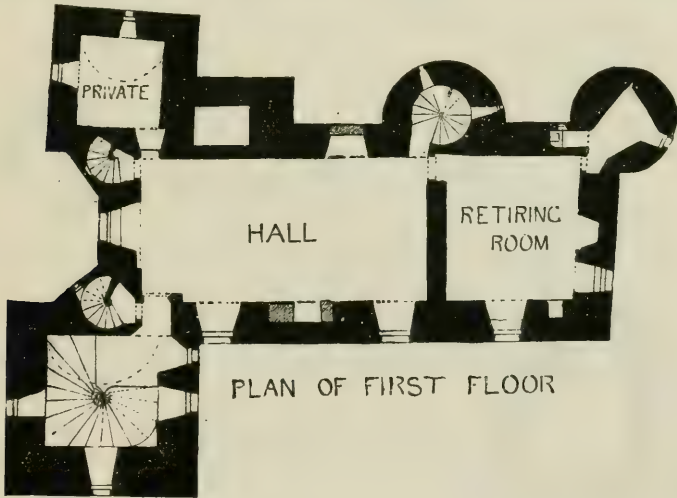 PRIVATE
HALL
RETIRING
ROOM
PLAN OF FIRST FLOOR